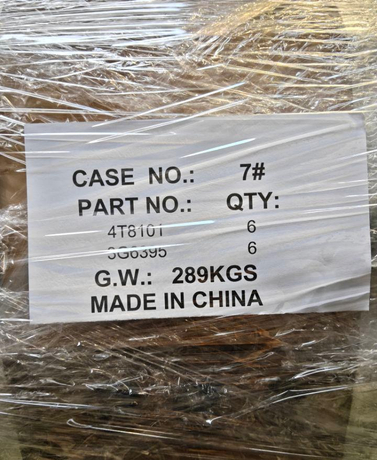 CASE NO.: 7#
PART NO.: QTY:
4T8101 6
3G6395 6
G.W.: 289KGS
MADE IN CHINA